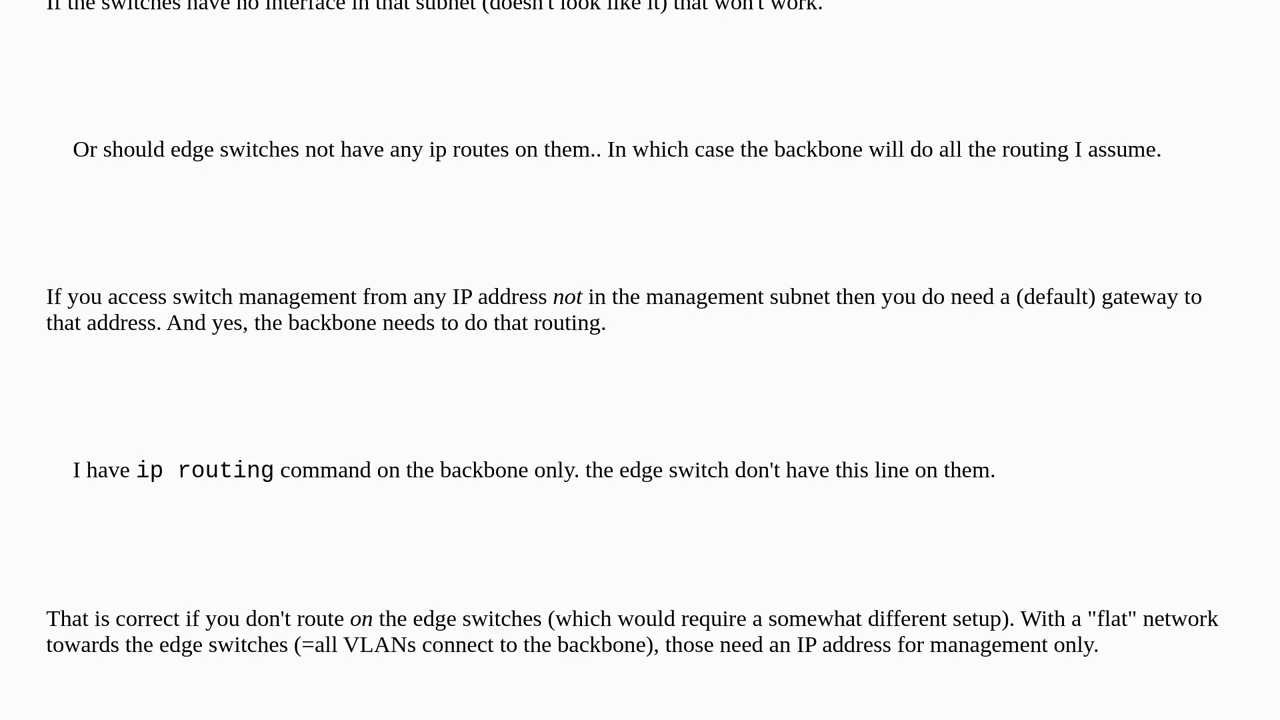 If the switches have no interface in that subnet (doesn't look like it) that won't work.
Or should edge switches not have any ip routes on them.. In which case the backbone will do all the routing I assume.
If you access switch management from any IP address not in the management subnet then you do need a (default) gateway to
that address. And yes, the backbone needs to do that routing.
I have ip routing command on the backbone only. the edge switch don't have this line on them.
That is correct if you don't route on the edge switches (which would require a somewhat different setup). With a "flat" network
towards the edge switches (=all VLANs connect to the backbone), those need an IP address for management only.